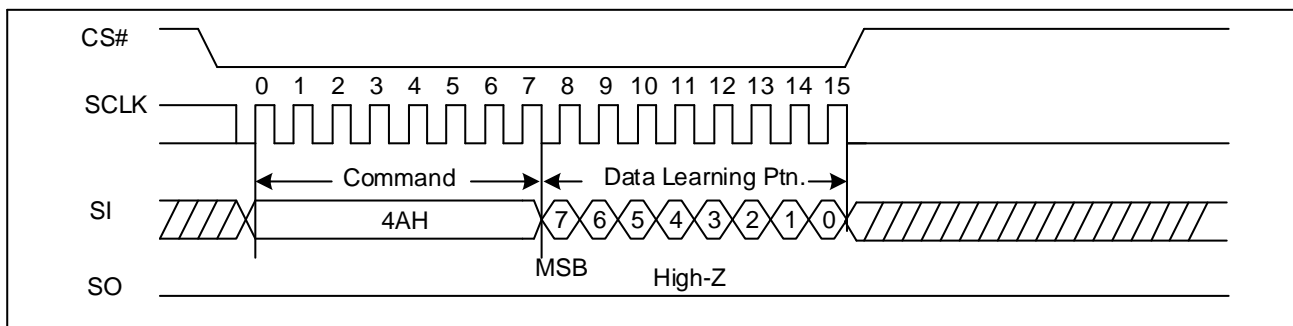 CS#
0 1 2 3 4 5 6 7 8 9 10 11 12 13 14 15
SCLK
Command Data Learning Ptn.
SI 4AH 7 6 5 4 3 2 1 0
MSB High-Z
SO